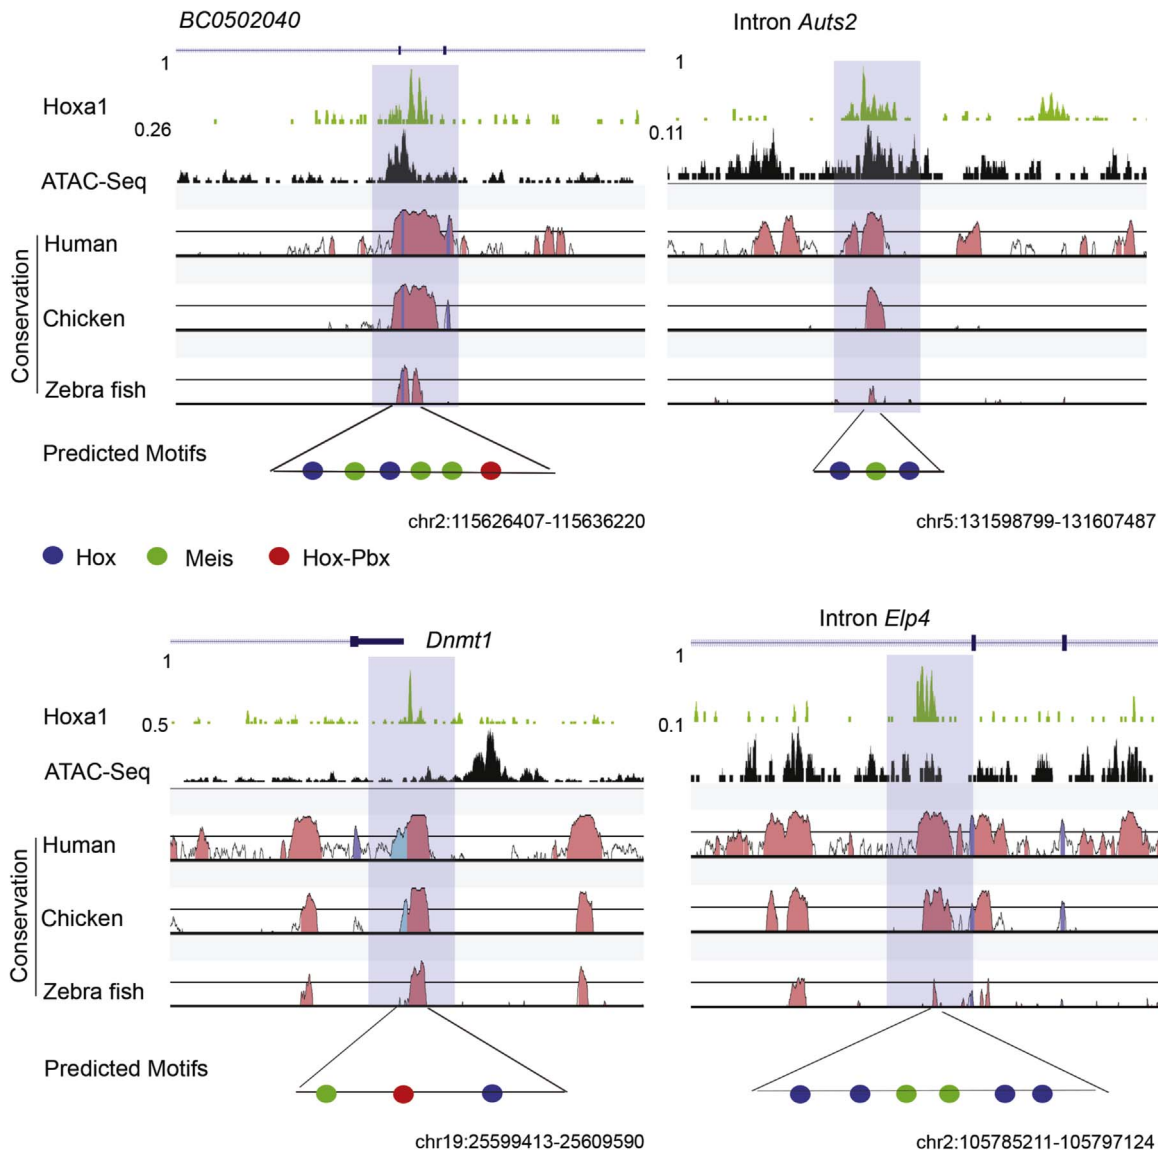 BC0502040
Intron Auts2
1
1
Hoxa1
0.26
0.11
ATAC-Seq
Conservation
Human
Chicken
Zebra fish
Predicted Motifs
chr2:115626407-115636220
chr5:131598799-131607487
Hox
Meis
Hox-Pbx
Intron Elp4
Dnmt1
1
1
Hoxa1
0.5
0.1
ATAC-Seq
Conservation
Human
Chicken
Zebra fish
Predicted Motifs
chr19:25599413-25609590
chr2:105785211-105797124